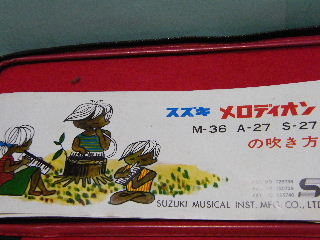 スズキ メロディオン
M-36 A-27 S-27
の吹き方
SUZUKI MUSICAL INST. MFG. CO., LTD